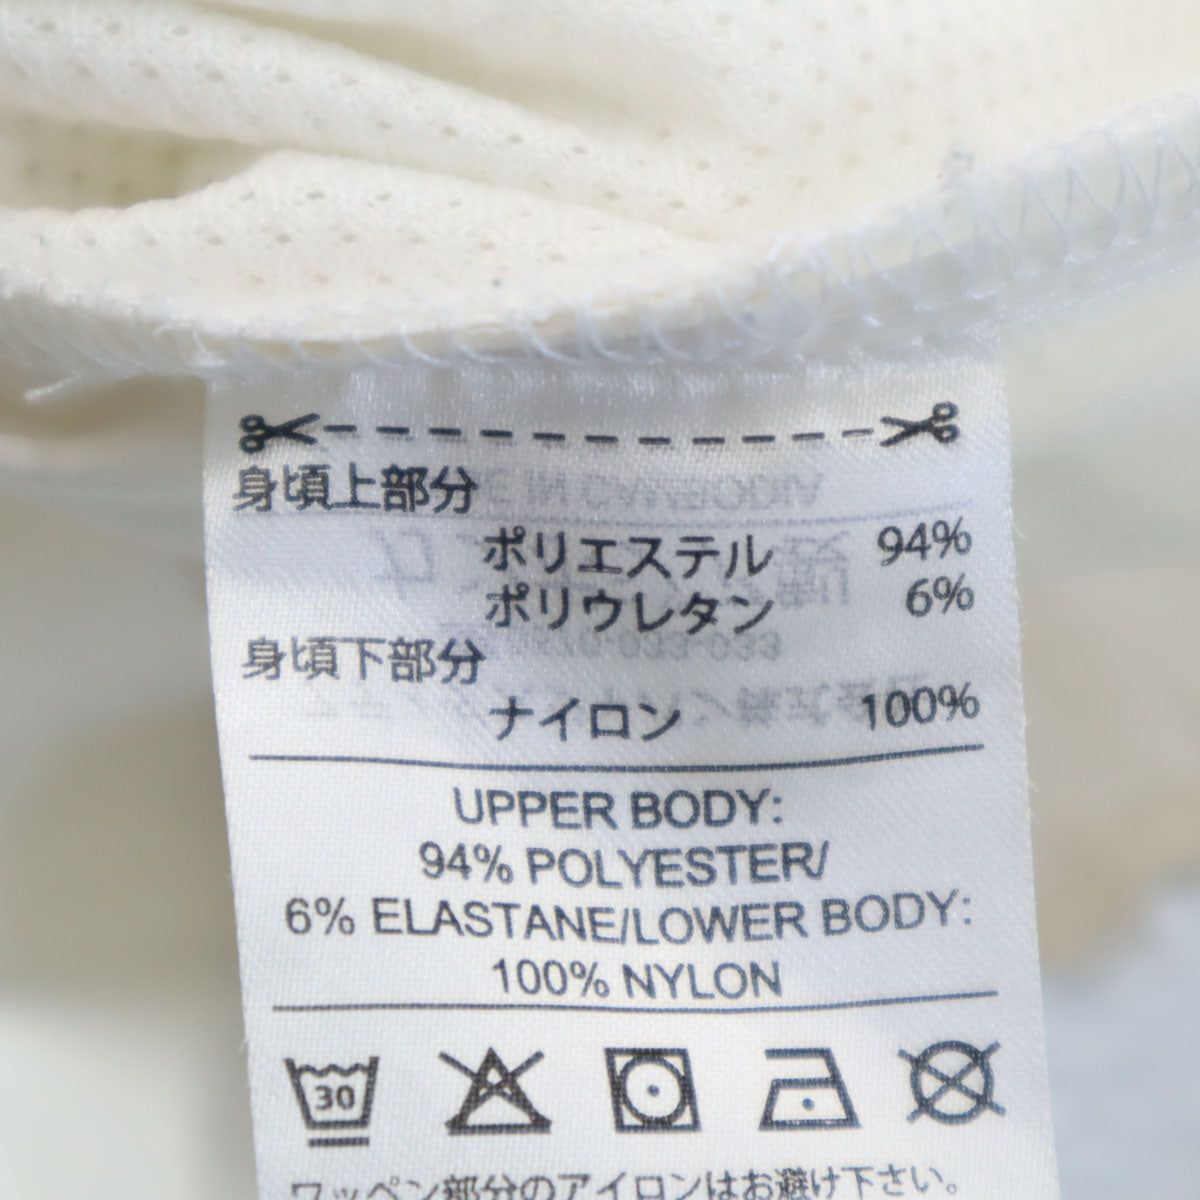 身頃上部分
ポリエステル 94%
ポリウレタン 6%
身頃下部分
ナイロン 100%
UPPER BODY:
94% POLYESTER/
6% ELASTANE/LOWER BODY:
100% NYLON
30
ワッペン部分のアイロンはお避け下さい。